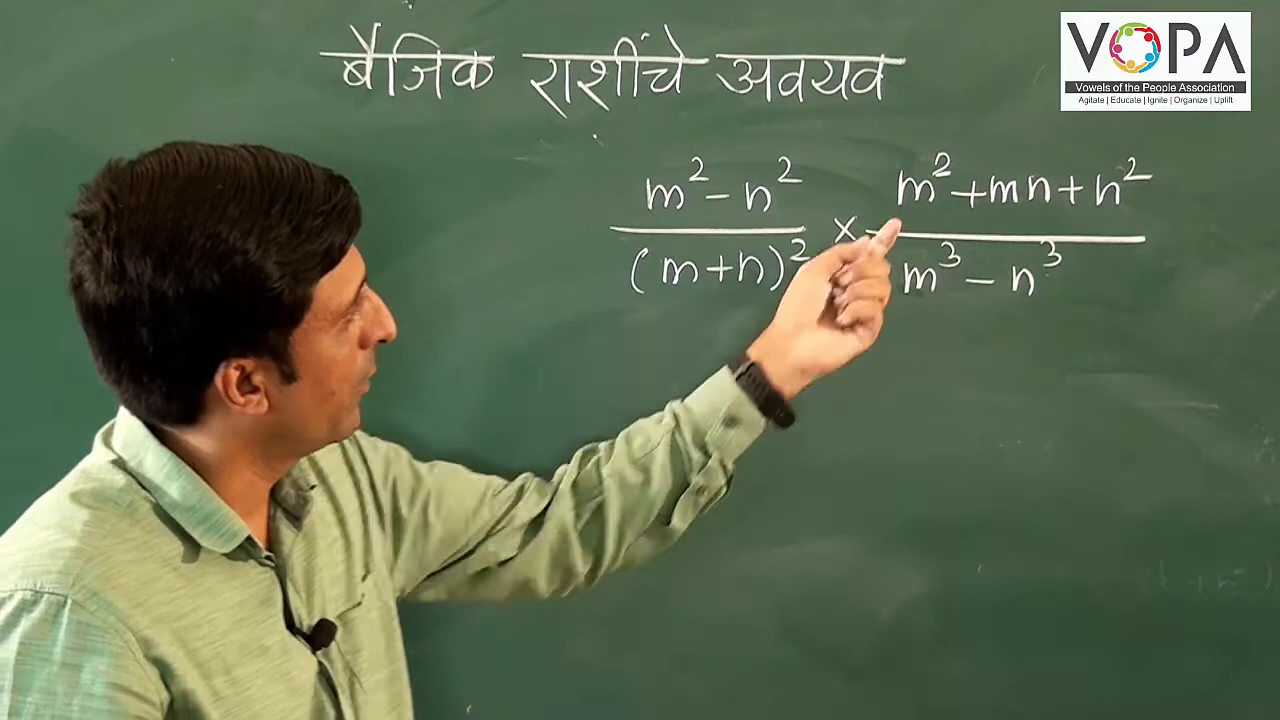 बैजिक राशींचे अवयव
VOPA
Vowels of the People Association
Agitate | Educate | Ignite | Organize | Uplift
m² - n² / (m+n)² × m² + mn + n² / m³ - n³